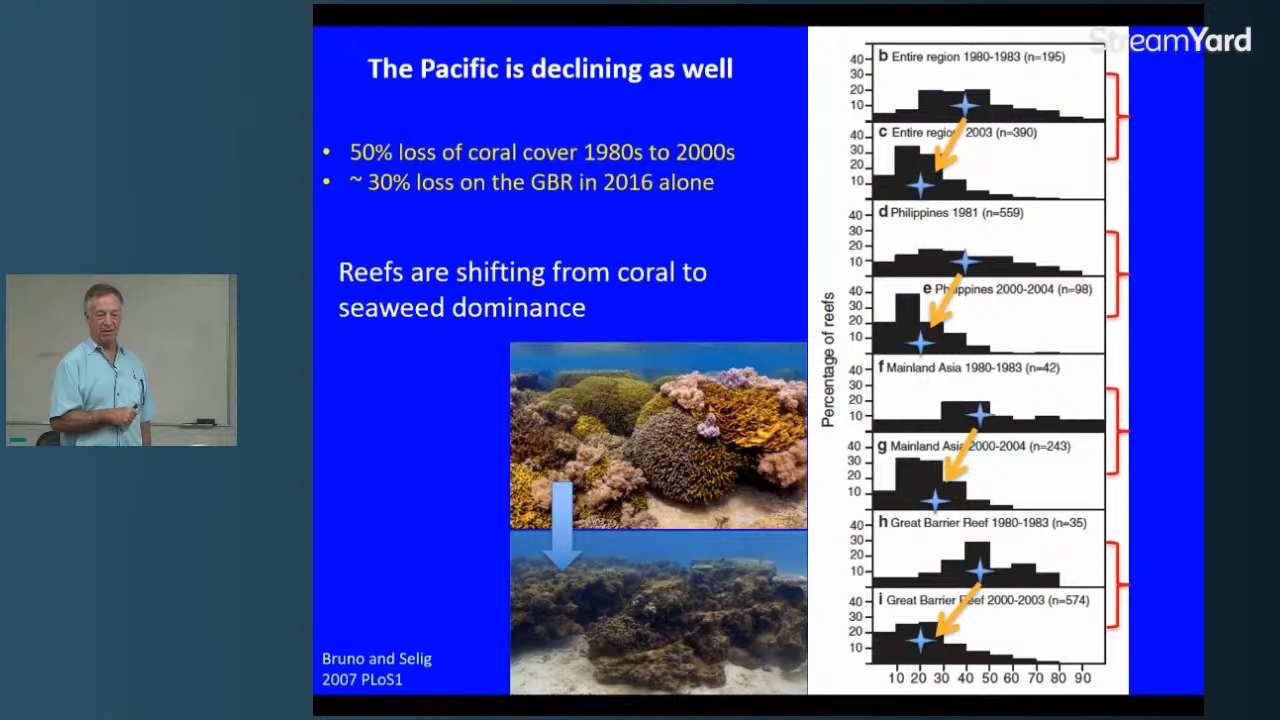 StreamYard
The Pacific is declining as well
• 50% loss of coral cover 1980s to 2000s
• ~ 30% loss on the GBR in 2016 alone
Reefs are shifting from coral to
seaweed dominance
Bruno and Selig
2007 PLoS1
Percentage of reefs
b Entire region 1980-1983 (n=195)
40
30
20
10
c Entire region 2003 (n=390)
40
30
20
10
d Philippines 1981 (n=559)
40
30
20
10
e Philippines 2000-2004 (n=98)
40
30
20
10
f Mainland Asia 1980-1983 (n=42)
40
30
20
10
g Mainland Asia 2000-2004 (n=243)
40
30
20
10
h Great Barrier Reef 1980-1983 (n=35)
40
30
20
10
i Great Barrier Reef 2000-2003 (n=574)
40
30
20
10
10 20 30 40 50 60 70 80 90